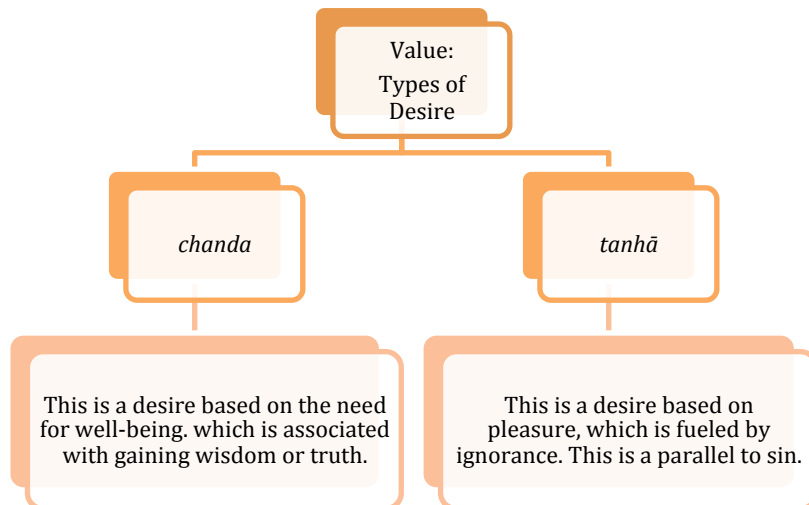 Value:
Types of
Desire
chanda
tanhā
This is a desire based on the need
for well-being. which is associated
with gaining wisdom or truth.
This is a desire based on
pleasure, which is fueled by
ignorance. This is a parallel to sin.